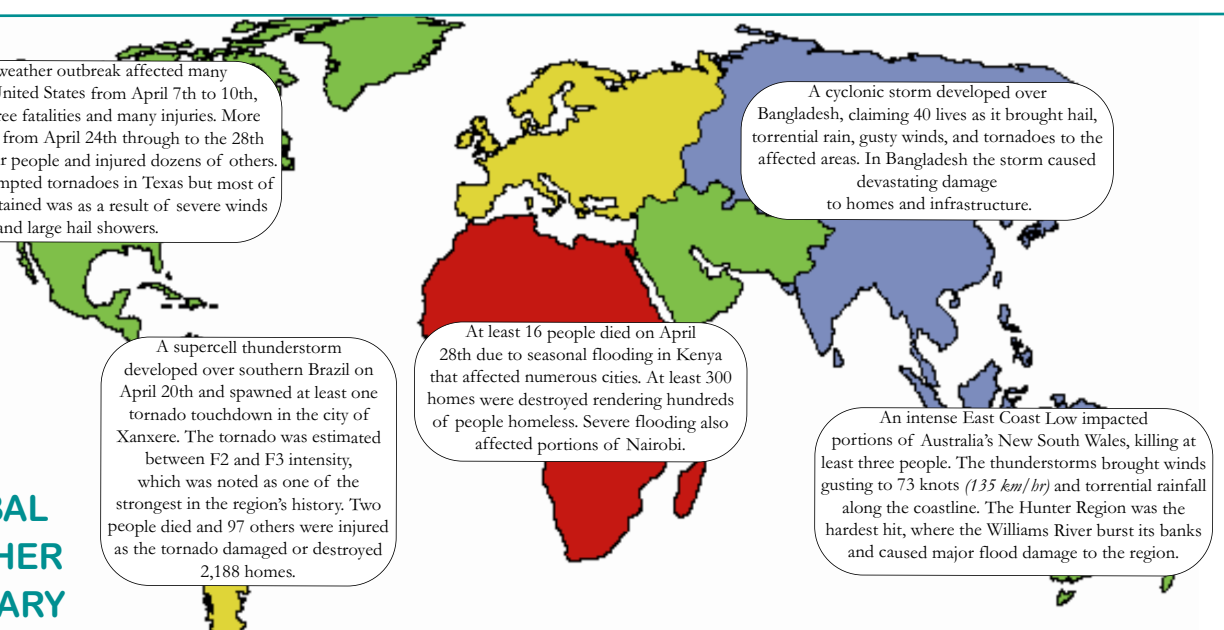 weather outbreak affected many
United States from April 7th to 10th,
ree fatalities and many injuries. More
from April 24th through to the 28th
r people and injured dozens of others.
mpted tornadoes in Texas but most of
tained was as a result of severe winds
and large hail showers.
A cyclonic storm developed over
Bangladesh, claiming 40 lives as it brought hail,
torrential rain, gusty winds, and tornadoes to the
affected areas. In Bangladesh the storm caused
devastating damage
to homes and infrastructure.
A supercell thunderstorm
developed over southern Brazil on
April 20th and spawned at least one
tornado touchdown in the city of
Xanxere. The tornado was estimated
between F2 and F3 intensity,
which was noted as one of the
strongest in the region's history. Two
people died and 97 others were injured
as the tornado damaged or destroyed
2,188 homes.
At least 16 people died on April
28th due to seasonal flooding in Kenya
that affected numerous cities. At least 300
homes were destroyed rendering hundreds
of people homeless. Severe flooding also
affected portions of Nairobi.
An intense East Coast Low impacted
portions of Australia's New South Wales, killing at
least three people. The thunderstorms brought winds
gusting to 73 knots (135 km/hr) and torrential rainfall
along the coastline. The Hunter Region was the
hardest hit, where the Williams River burst its banks
and caused major flood damage to the region.
BAL
HER
ARY